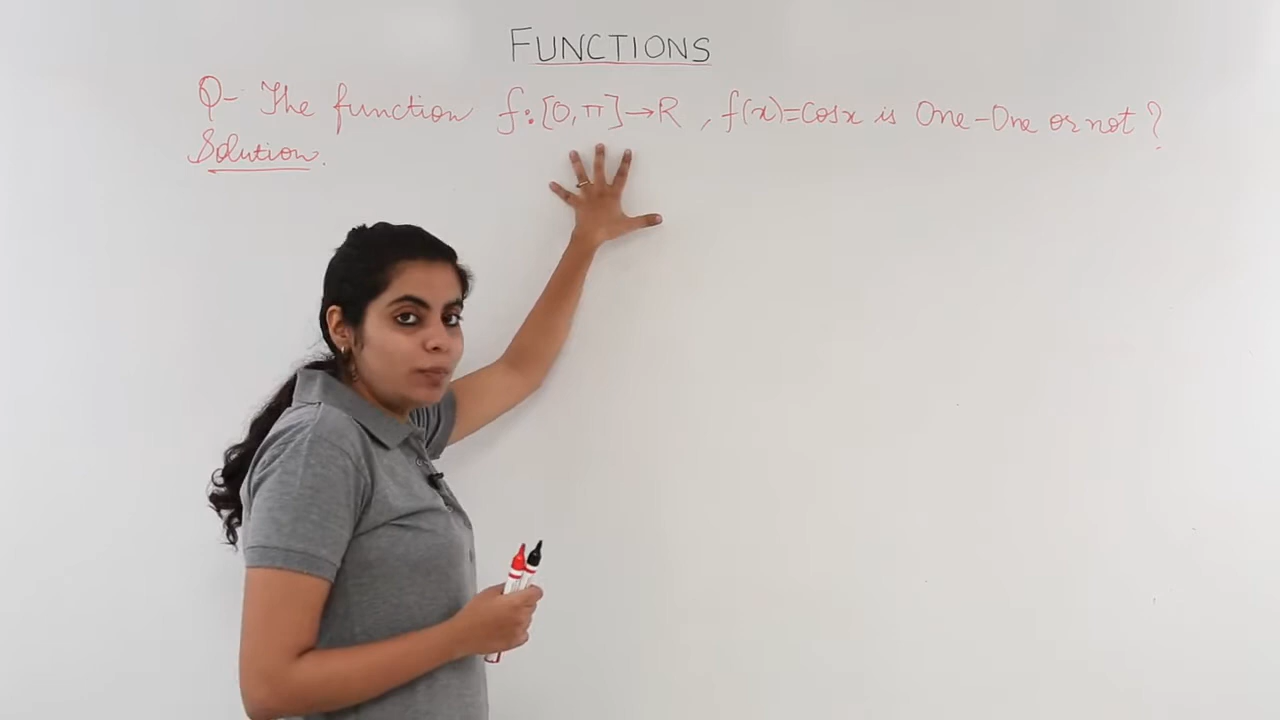 FUNCTIONS
Q- The function f:[0,π]→R, f(x)=Cosx is One-One or not?
Solution.